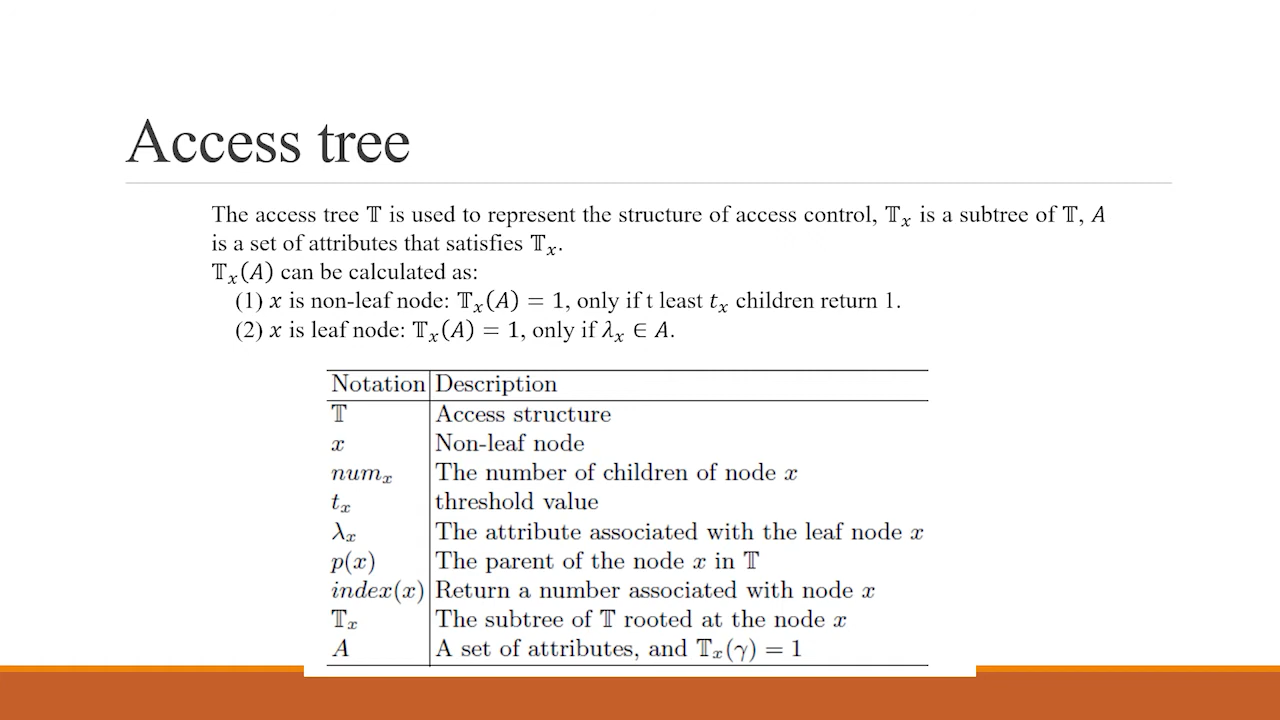 Access tree
The access tree 𝕋 is used to represent the structure of access control, 𝕋ₓ is a subtree of 𝕋, A
is a set of attributes that satisfies 𝕋ₓ.
𝕋ₓ(A) can be calculated as:
(1) x is non-leaf node: 𝕋ₓ(A) = 1, only if t least tₓ children return 1.
(2) x is leaf node: 𝕋ₓ(A) = 1, only if λₓ ∈ A.
Notation Description
𝕋 Access structure
x Non-leaf node
numₓ The number of children of node x
tₓ threshold value
λₓ The attribute associated with the leaf node x
p(x) The parent of the node x in 𝕋
index(x) Return a number associated with node x
𝕋ₓ The subtree of 𝕋 rooted at the node x
A A set of attributes, and 𝕋ₓ(γ) = 1